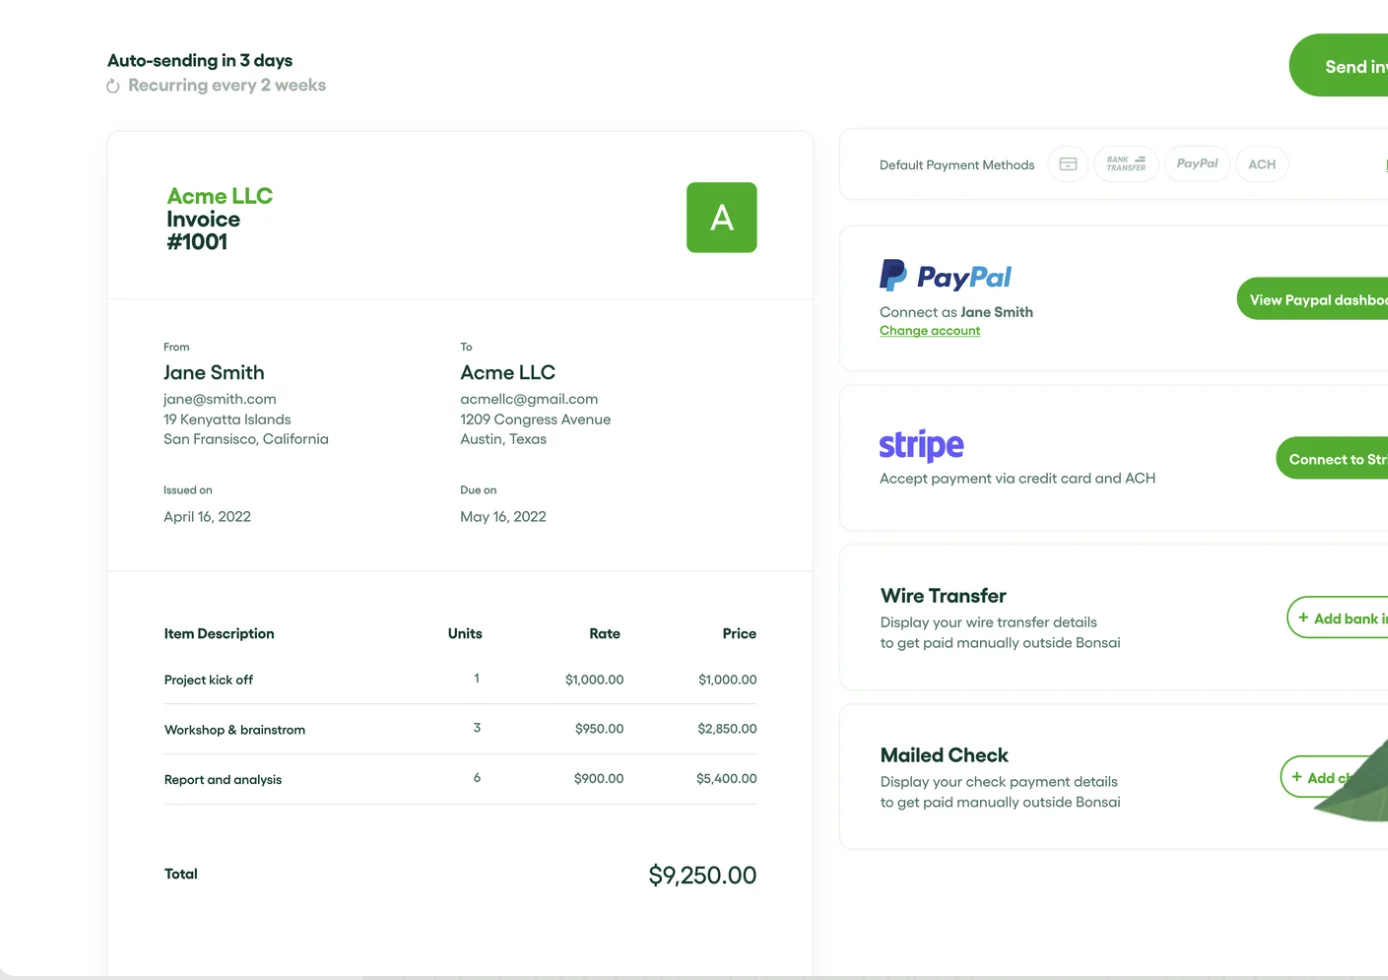 Auto-sending in 3 days
Recurring every 2 weeks
Send in
Acme LLC
Invoice
#1001
A
Default Payment Methods
BANK TRANSFER
PayPal
ACH
From
Jane Smith
jane@smith.com
19 Kenyatta Islands
San Fransisco, California
To
Acme LLC
acmellc@gmail.com
1209 Congress Avenue
Austin, Texas
Issued on
April 16, 2022
Due on
May 16, 2022
Item Description Units Rate Price
Project kick off 1 $1,000.00 $1,000.00
Workshop & brainstrom 3 $950.00 $2,850.00
Report and analysis 6 $900.00 $5,400.00
Total $9,250.00
PayPal
Connect as Jane Smith
Change account
View Paypal dashboa
stripe
Accept payment via credit card and ACH
Connect to Str
Wire Transfer
Display your wire transfer details
to get paid manually outside Bonsai
+ Add bank in
Mailed Check
Display your check payment details
to get paid manually outside Bonsai
+ Add ch